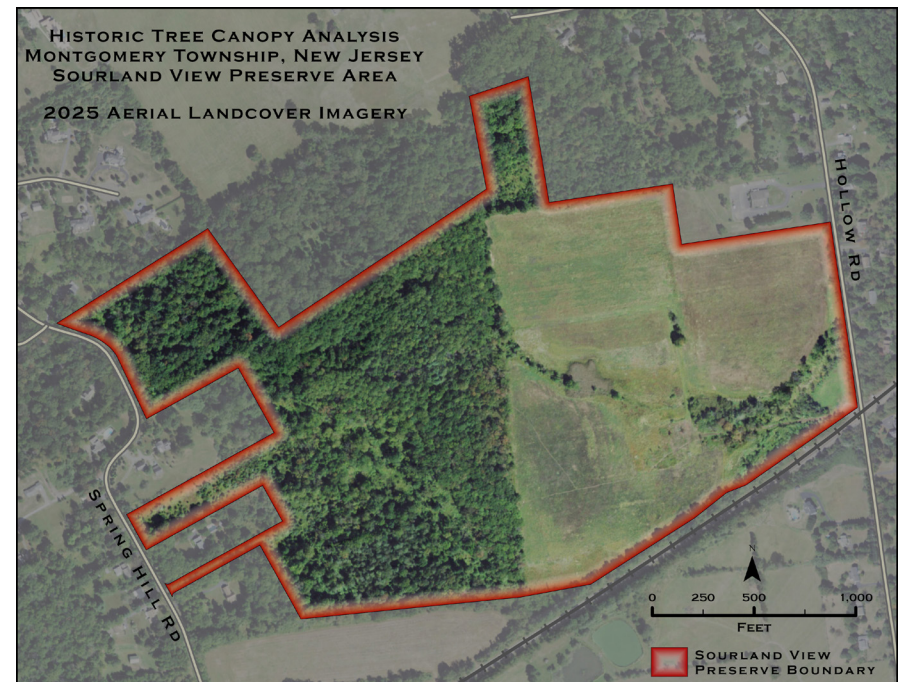 Historic Tree Canopy Analysis
Montgomery Township, New Jersey
Sourland View Preserve Area
2025 Aerial Landcover Imagery
Hollow Rd
Spring Hill Rd
N
0 250 500 1,000
Feet
Sourland View
Preserve Boundary